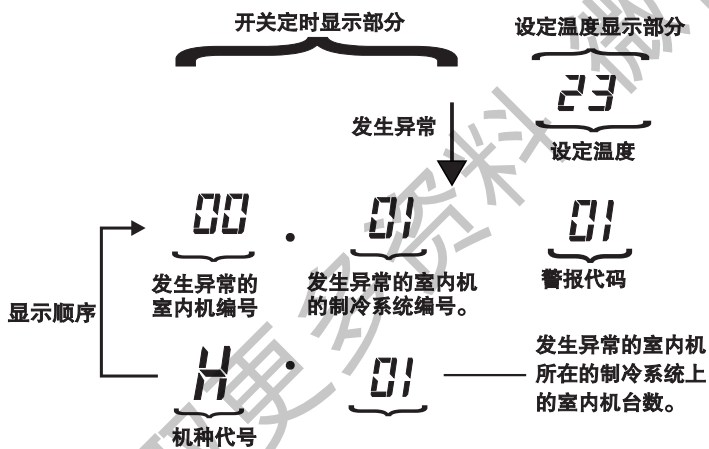 开关定时显示部分
设定温度显示部分
23
设定温度
发生异常
00 . 01
01
发生异常的
室内机编号
发生异常的室内机
的制冷系统编号。
警报代码
显示顺序
H · 01
发生异常的室内机
所在的制冷系统上
的室内机台数。
机种代号
更多资料